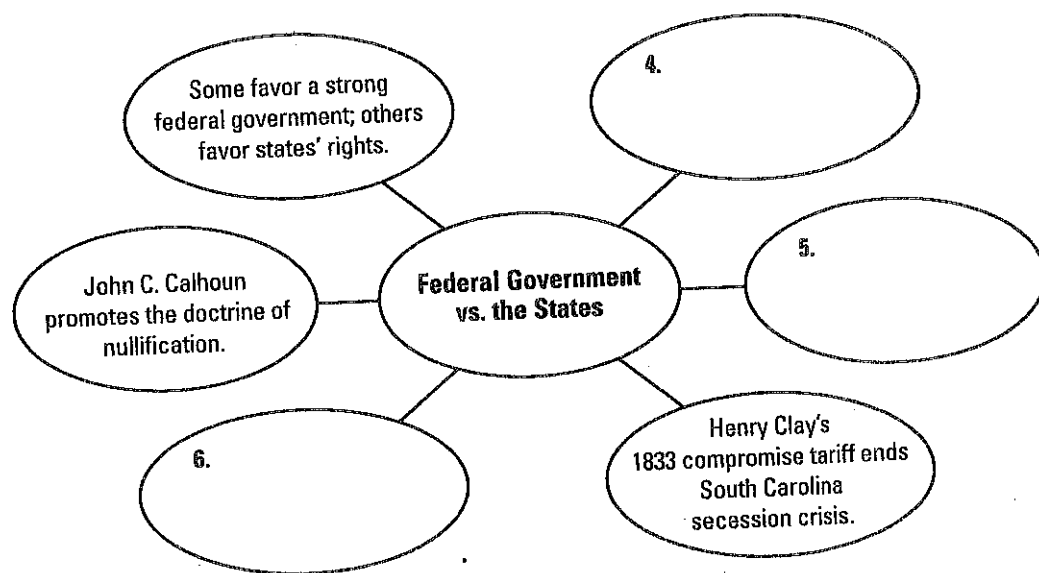 Some favor a strong
federal government; others
favor states' rights.
4.
John C. Calhoun
promotes the doctrine of
nullification.
Federal Government
vs. the States
5.
6.
Henry Clay's
1833 compromise tariff ends
South Carolina
secession crisis.